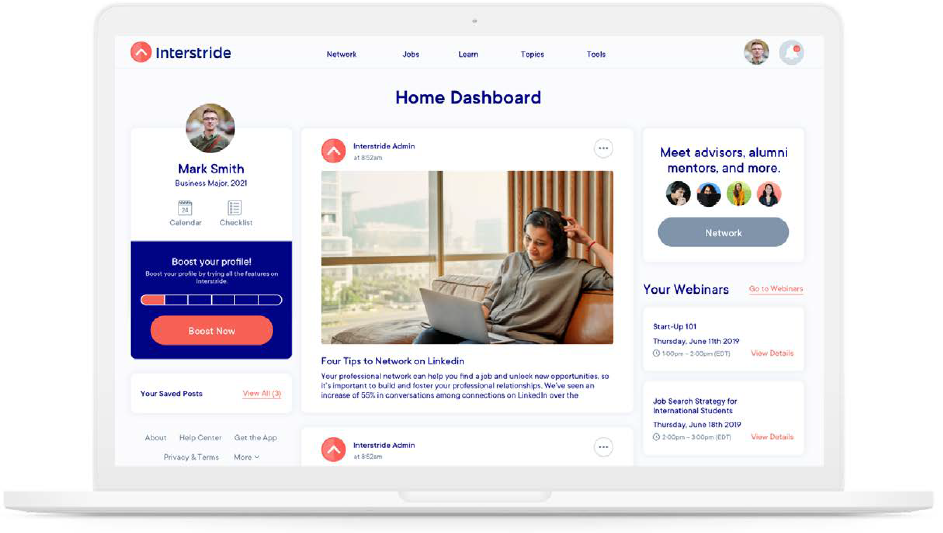 Interstride
Network
Jobs
Learn
Topics
Tools
Home Dashboard
Mark Smith
Business Major, 2021
24
Calendar
Checklist
Boost your profile!
Boost your profile by trying all the features on
Interstride.
Boost Now
Your Saved Posts
View All (3)
About
Help Center
Get the App
Privacy & Terms
More
Interstride Admin
at 8:52am
Four Tips to Network on Linkedin
Your professional network can help you find a job and unlock new opportunities, so
it's important to build and foster your professional relationships. We've seen an
increase of 55% in conversations among connections on LinkedIn over the
Interstride Admin
at 8:52am
Meet advisors, alumni
mentors, and more.
Network
Your Webinars
Go to Webinars
Start-Up 101
Thursday, June 11th 2019
1:00pm - 2:00pm (EDT)
View Details
Job Search Strategy for
International Students
Thursday, June 18th 2019
2:00pm - 3:00pm (EDT)
View Details